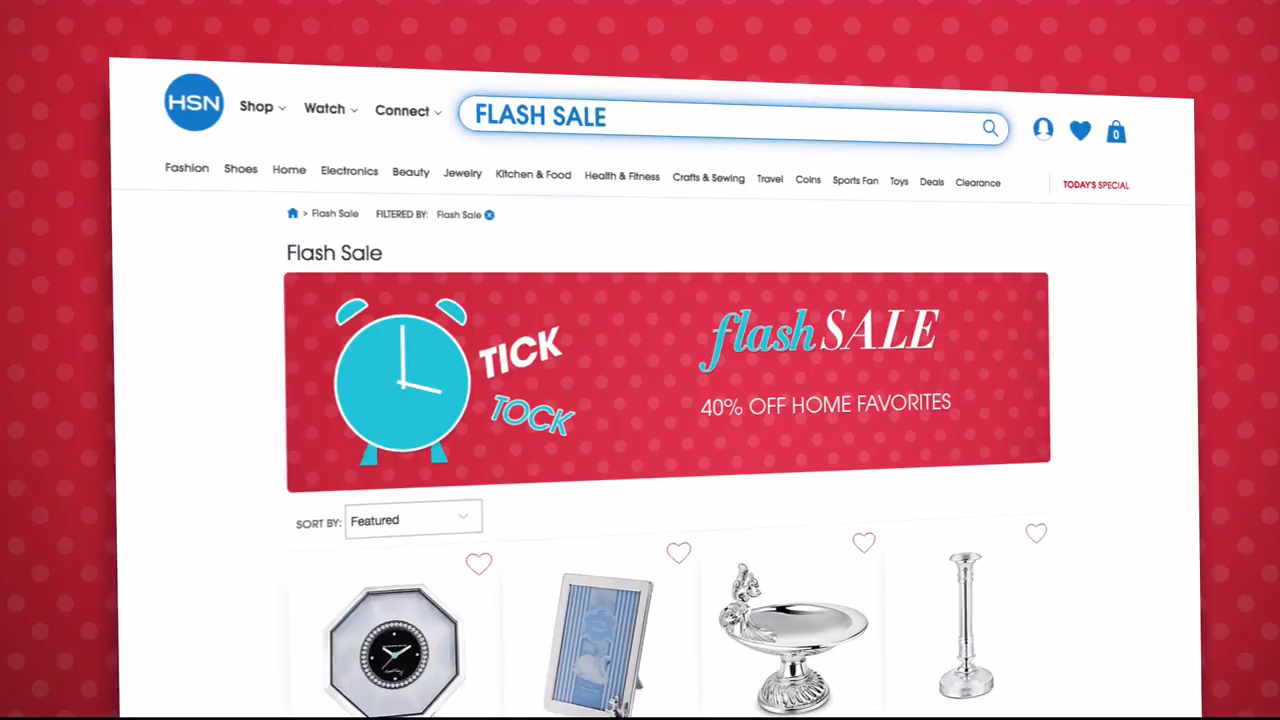 HSN
Shop Watch Connect FLASH SALE 0
Fashion Shoes Home Electronics Beauty Jewelry Kitchen & Food Health & Fitness Crafts & Sewing Travel Coins Sports Fan Toys Deals Clearance TODAY'S SPECIAL
> Flash Sale FILTERED BY: Flash Sale
Flash Sale
TICK
TOCK
flash SALE
40% OFF HOME FAVORITES
SORT BY: Featured